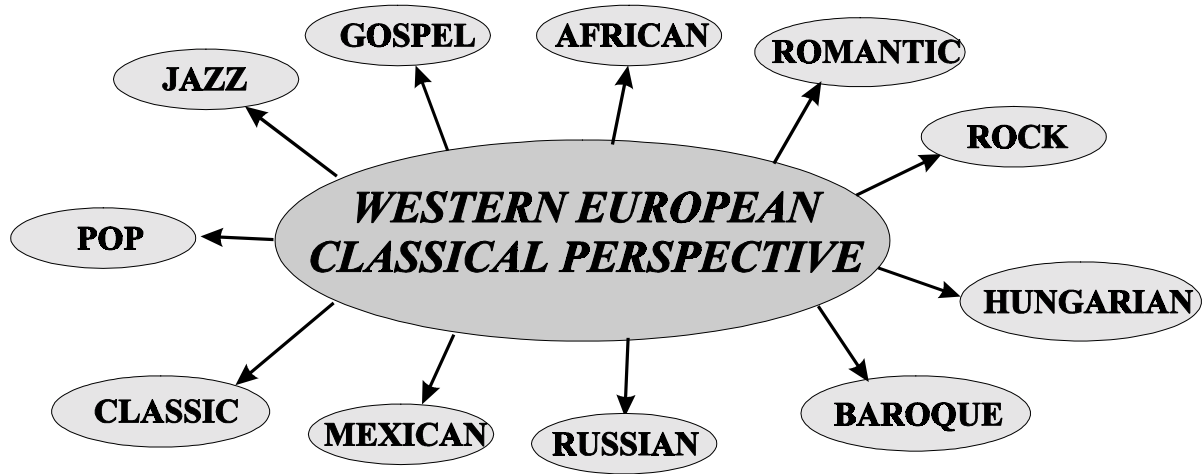 GOSPEL
AFRICAN
ROMANTIC
JAZZ
ROCK
WESTERN EUROPEAN
CLASSICAL PERSPECTIVE
POP
HUNGARIAN
CLASSIC
MEXICAN
RUSSIAN
BAROQUE